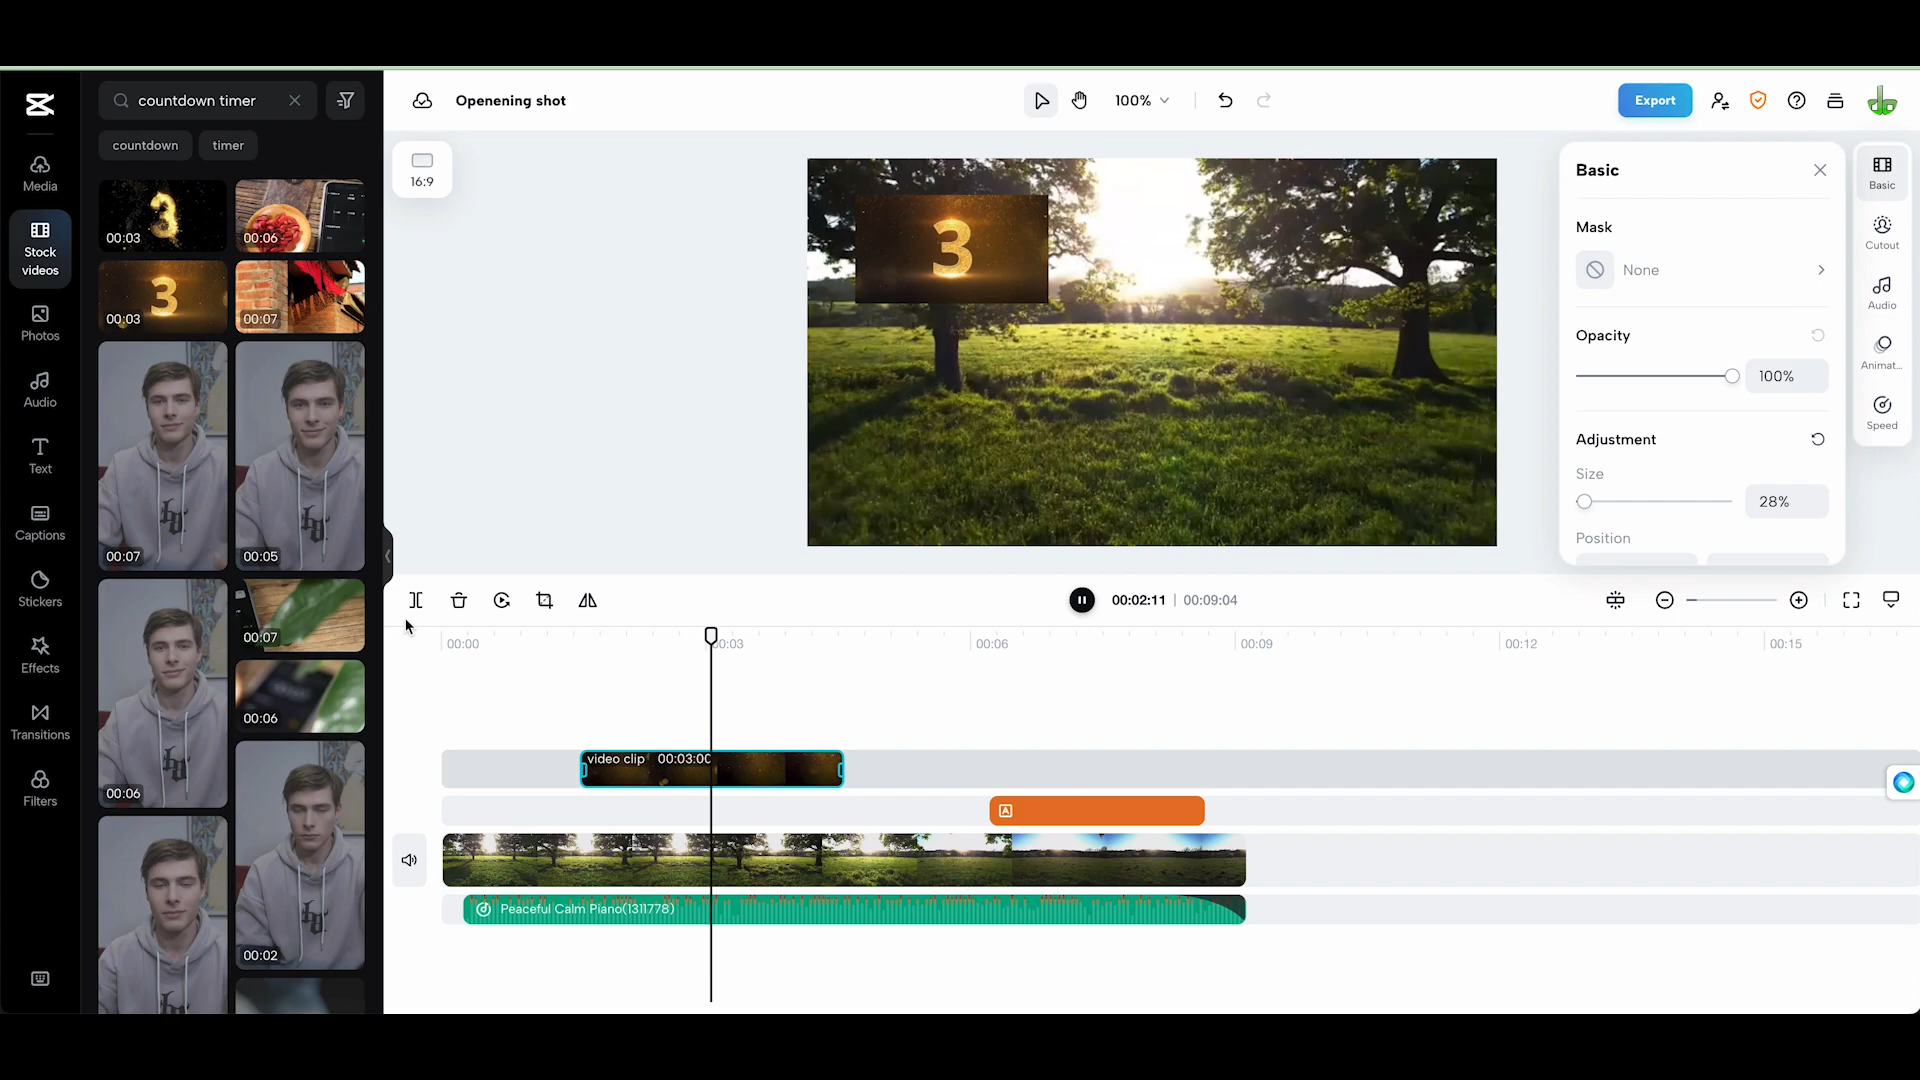 countdown timer
countdown
timer
Media
Stock
videos
Photos
Audio
Text
Captions
Stickers
Effects
Transitions
Filters
3
00:03
00:06
3
00:03
00:07
00:07
00:05
00:07
00:06
00:06
00:02
Openening shot
100%
Export
16:9
3
Basic
Mask
None
Opacity
100%
Adjustment
Size
28%
Position
Basic
Cutout
Audio
Animat...
Speed
00:02:11 | 00:09:04
00:00
00:03
00:06
00:09
00:12
00:15
video clip 00:03:00
A
Peaceful Calm Piano(1311778)